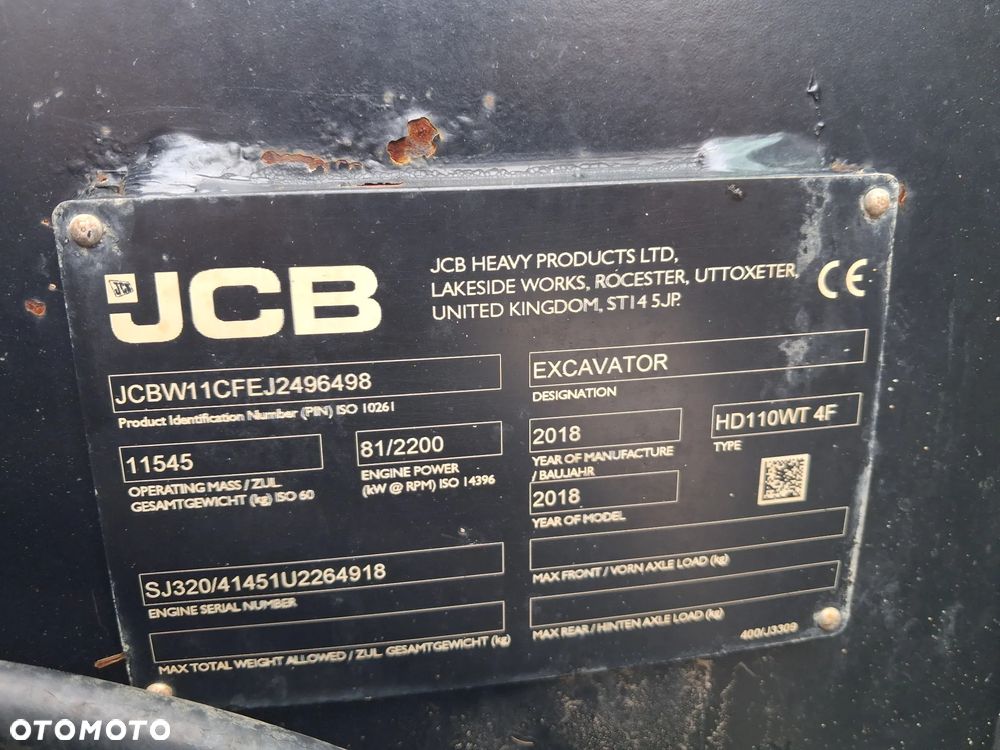 JCB
JCB
JCB HEAVY PRODUCTS LTD,
LAKESIDE WORKS, ROCESTER, UTTOXETER,
UNITED KINGDOM, ST14 5JP.
CE
JCBW11CFEJ2496498
Product Identification Number (PIN) ISO 10261
EXCAVATOR
DESIGNATION
11545
OPERATING MASS / ZUL.
GESAMTGEWICHT (kg) ISO 60
81/2200
ENGINE POWER
(kW @ RPM) ISO 14396
2018
YEAR OF MANUFACTURE
/ BAUJAHR
HD110WT 4F
TYPE
2018
YEAR OF MODEL
SJ320/41451U2264918
ENGINE SERIAL NUMBER
MAX FRONT / VORN AXLE LOAD (kg)
MAX TOTAL WEIGHT ALLOWED / ZUL. GESAMTGEWICHT (kg)
MAX REAR / HINTEN AXLE LOAD (kg)
400/J3309
OTOMOTO